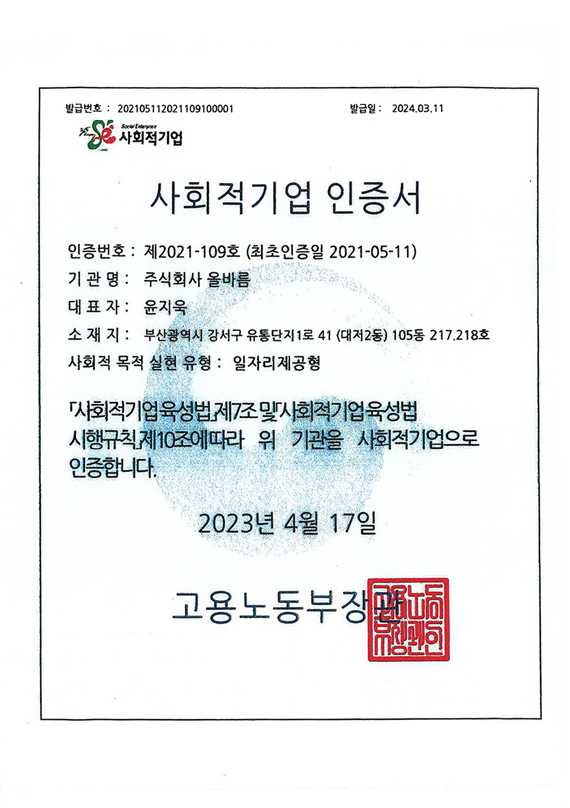 발급번호 : 202105112021109100001
발급일 : 2024.03.11
Social Enterprise
사회적기업
사회적기업 인증서
인증번호 : 제2021-109호 (최초인증일 2021-05-11)
기 관 명 : 주식회사 올바름
대 표 자 : 윤지욱
소 재 지 : 부산광역시 강서구 유통단지1로 41 (대저2동) 105동 217.218호
사회적 목적 실현 유형 : 일자리제공형
「사회적기업 육성법」제7조 및「사회적기업 육성법
시행규칙」제10조에 따라 위 기관을 사회적기업으로
인증합니다.
2023년 4월 17일
고용노동부장관